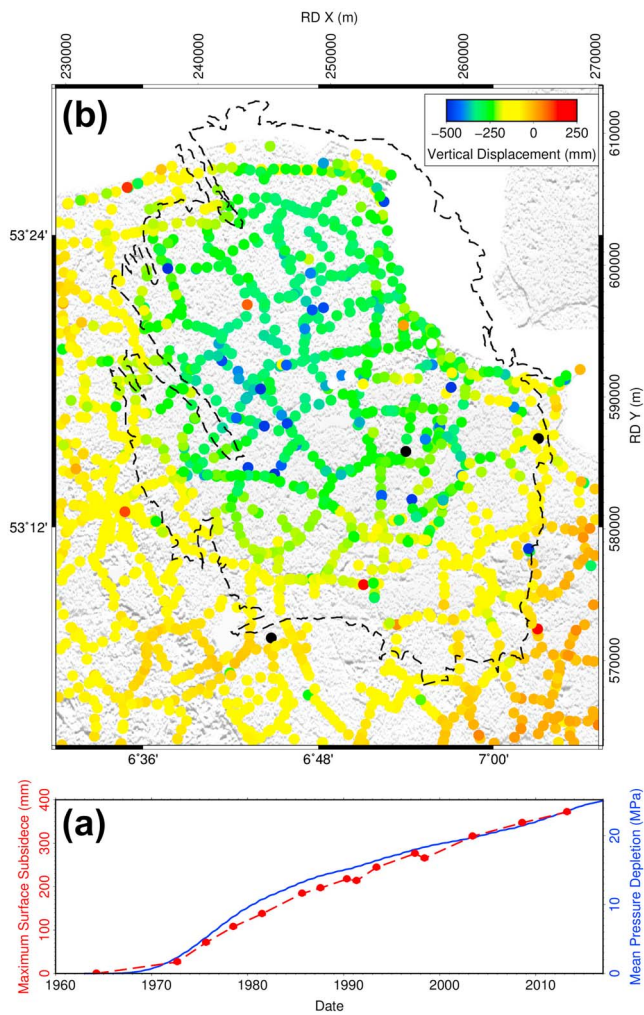 RD X (m)
230000
240000
250000
260000
270000
(b)
−500 −250 0 250
Vertical Displacement (mm)
610000
53˚24'
600000
590000
RD Y (m)
53˚12'
580000
570000
6˚36' 6˚48' 7˚00'
(a)
Maximum Surface Subsidece (mm)
400
300
200
100
0
20
10
0
Mean Pressure Depletion (MPa)
1960 1970 1980 1990 2000 2010
Date